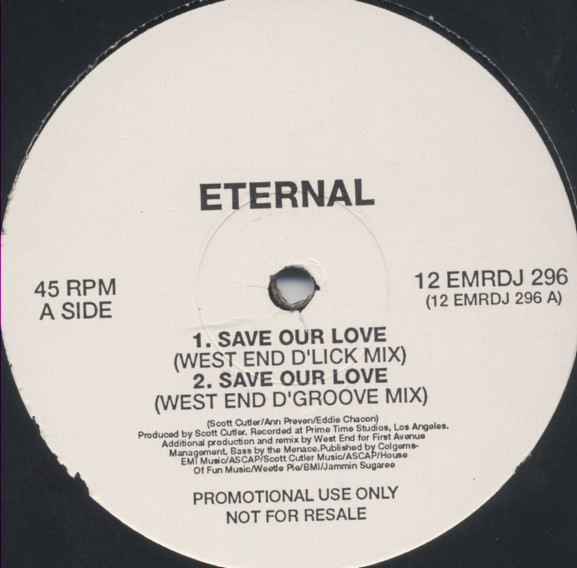 ETERNAL
45 RPM
A SIDE
12 EMRDJ 296
(12 EMRDJ 296 A)
1. SAVE OUR LOVE
(WEST END D'LICK MIX)
2. SAVE OUR LOVE
(WEST END D'GROOVE MIX)
(Scott Cutler/Ann Preven/Eddie Chacon)
Produced by Scott Cutler. Recorded at Prime Time Studios, Los Angeles.
Additional production and remix by West End for First Avenue
Management. Bass by the Menace.Published by Colgems-
EMI Music/ASCAP/Scott Cutler Music/ASCAP/House
Of Fun Music/Weetie Pie/BMI/Jammin Sugaree
PROMOTIONAL USE ONLY
NOT FOR RESALE